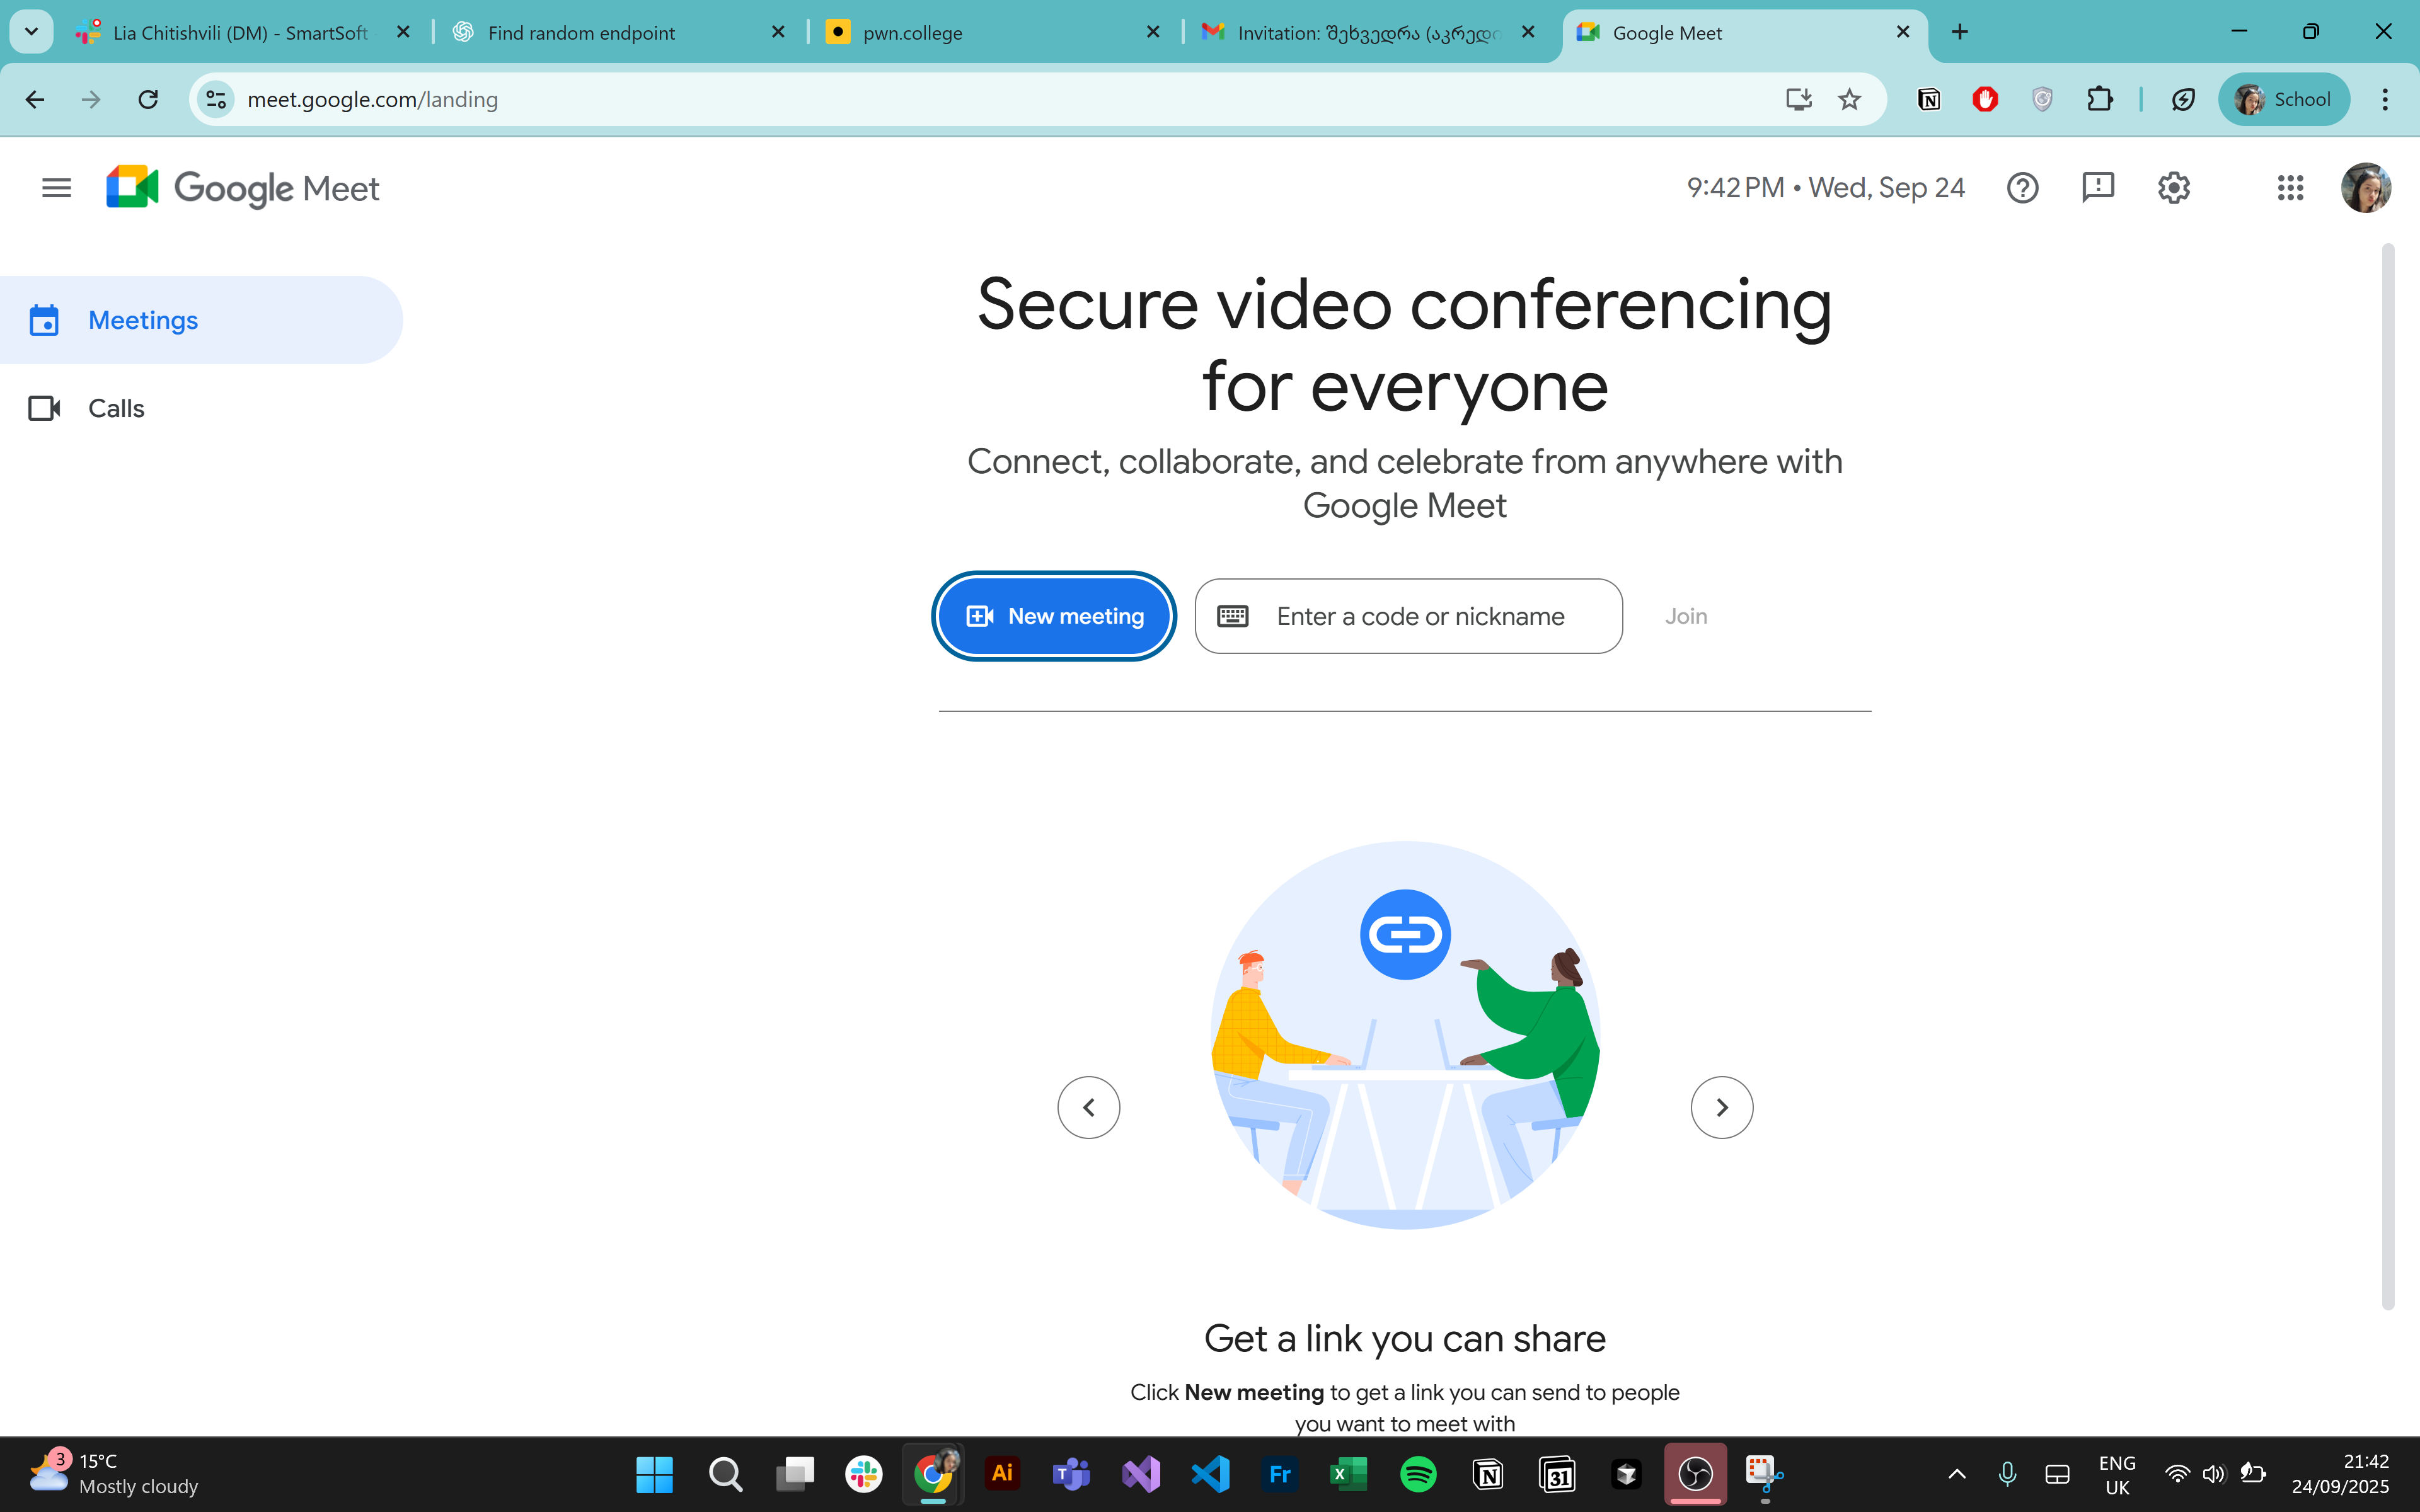 Lia Chitishvili (DM) - SmartSoft
Find random endpoint
pwn.college
Invitation: შეხვედრა (აკრედი
Google Meet
meet.google.com/landing
School
Google Meet
9:42 PM • Wed, Sep 24
Meetings
Calls
Secure video conferencing
for everyone
Connect, collaborate, and celebrate from anywhere with
Google Meet
New meeting
Enter a code or nickname
Join
Get a link you can share
Click New meeting to get a link you can send to people
you want to meet with
3
15°C
Mostly cloudy
Ai
T
Fr
X
N
31
ENG
UK
21:42
24/09/2025